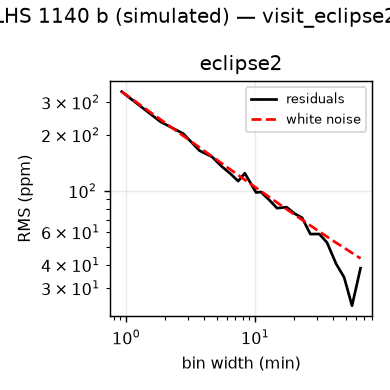 LHS 1140 b (simulated) — visit_eclipse2
eclipse2
residuals
white noise
RMS (ppm)
3 × 10²
2 × 10²
10²
6 × 10¹
4 × 10¹
3 × 10¹
10⁰
10¹
bin width (min)